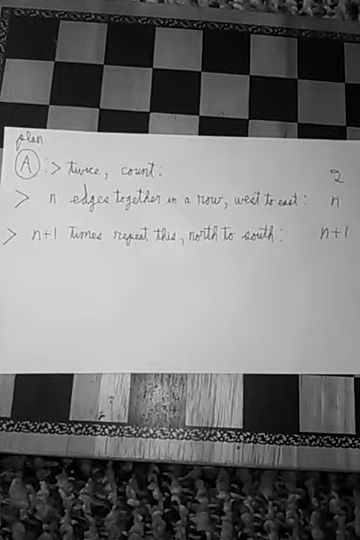 plan
A :> twice, count: 2
> n edges together in a row, west to east: n
> n+1 times repeat this, north to south: n+1